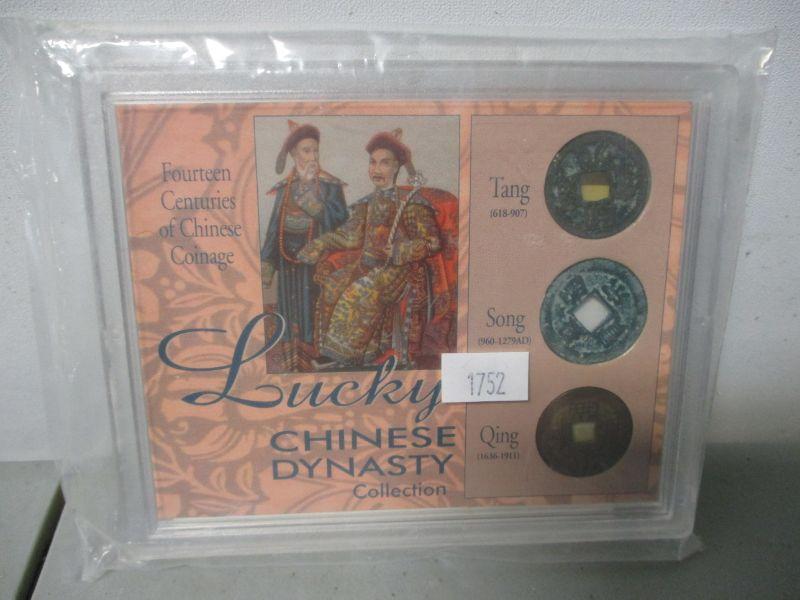 Fourteen
Centuries
of Chinese
Coinage
Lucky
CHINESE
DYNASTY
Collection
1752
Tang
(618-907)
Song
(960-1279AD)
Qing
(1636-1911)